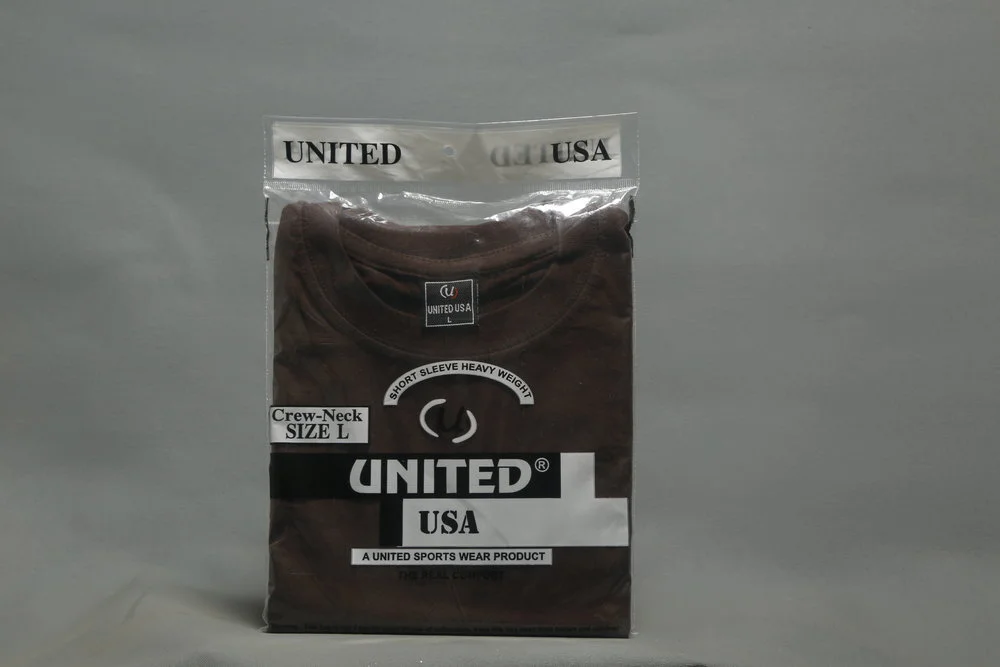 UNITED USA
UNITED
U
UNITED USA
L
SHORT SLEEVE HEAVY WEIGHT
U
Crew-Neck
SIZE L
UNITED®
USA
A UNITED SPORTS WEAR PRODUCT
THE REAL COMFORT